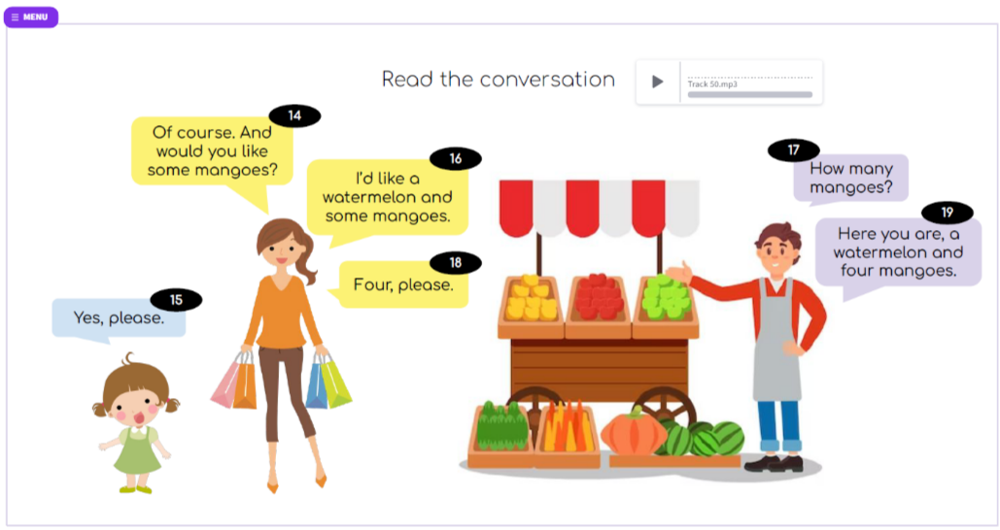 ☰ MENU
Read the conversation
Track 50.mp3
14
Of course. And
would you like
some mangoes?
15
Yes, please.
16
I'd like a
watermelon and
some mangoes.
17
How many
mangoes?
18
Four, please.
19
Here you are, a
watermelon and
four mangoes.